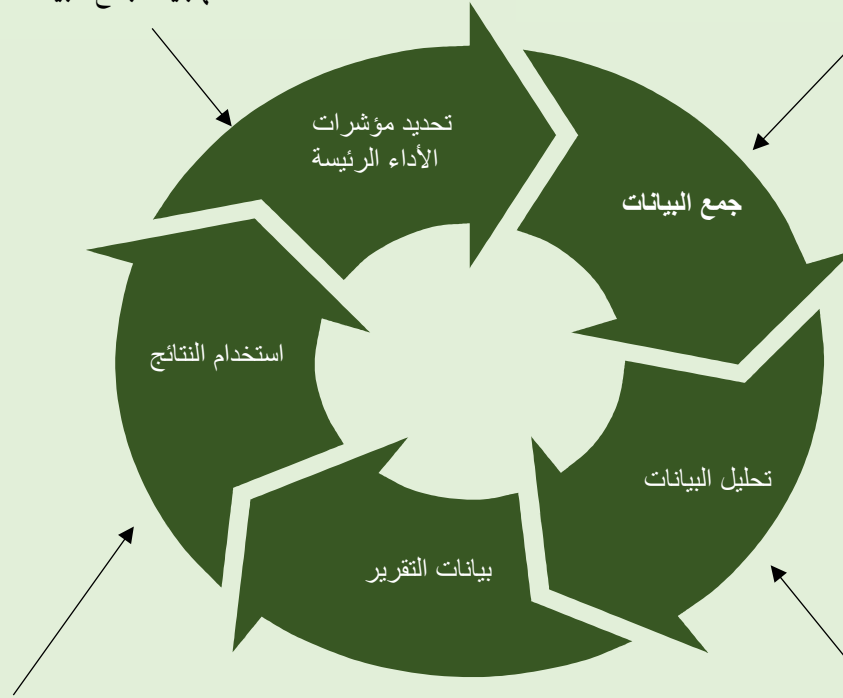 تحديد مؤشرات
الأداء الرئيسة
جمع البيانات
تحليل البيانات
بيانات التقرير
استخدام النتائج